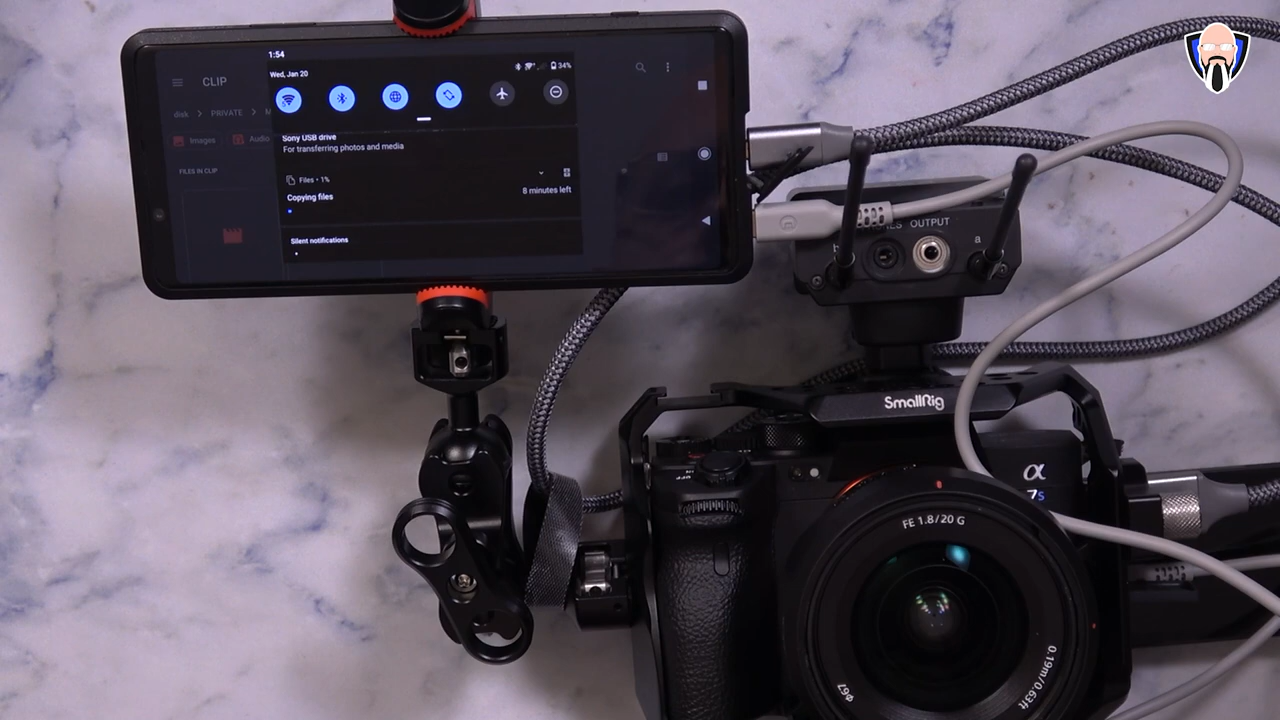 1:54
Wed, Jan 20
34%
CLIP
disk > PRIVATE > M
Images
Audio
FILES IN CLIP
Sony USB drive
For transferring photos and media
Files • 1%
Copying files
8 minutes left
Silent notifications
OUTPUT
b
a
SmallRig
α
7s
FE 1.8/20 G
0.19m/0.63ft
Φ67